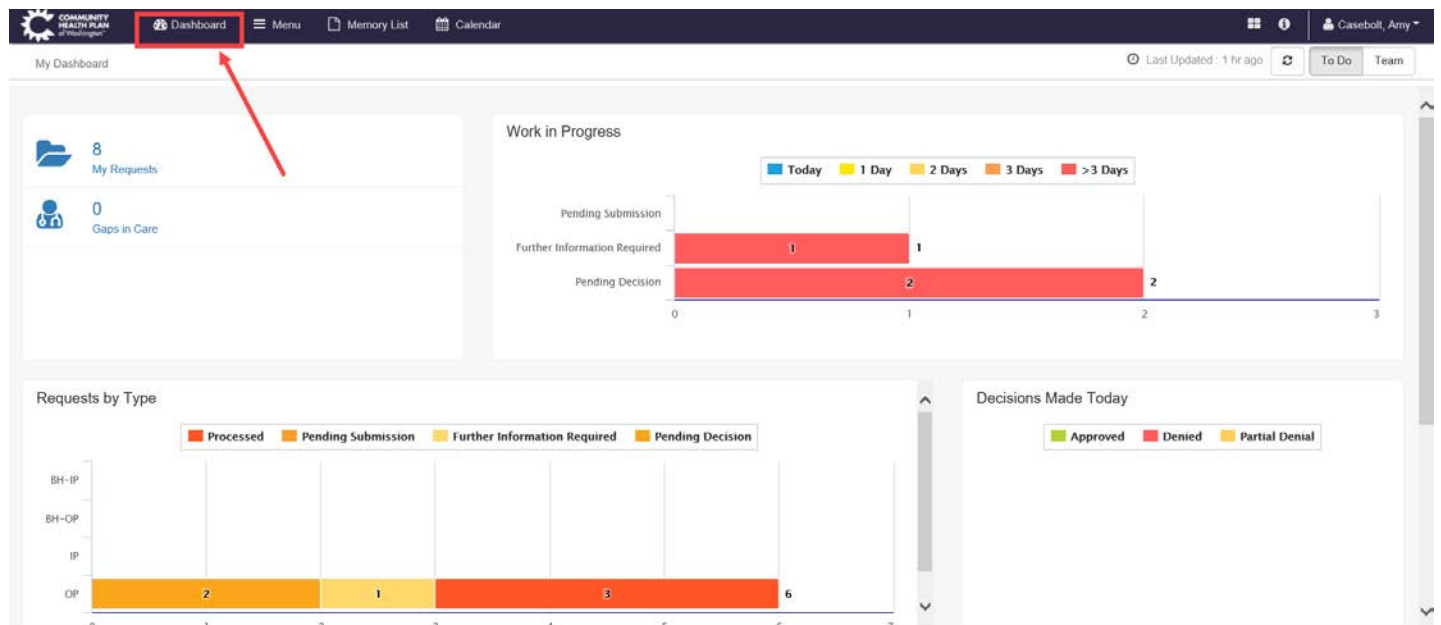 COMMUNITY HEALTH PLAN of Washington™ Dashboard Menu Memory List Calendar Casebolt, Amy
My Dashboard Last Updated : 1 hr ago To Do Team
8
My Requests
0
Gaps in Care
Work in Progress
Today 1 Day 2 Days 3 Days >3 Days
Pending Submission
Further Information Required 1 1
Pending Decision 2 2
0 1 2 3
Requests by Type
Processed Pending Submission Further Information Required Pending Decision
BH-IP
BH-OP
IP
OP 2 1 3 6
Decisions Made Today
Approved Denied Partial Denial